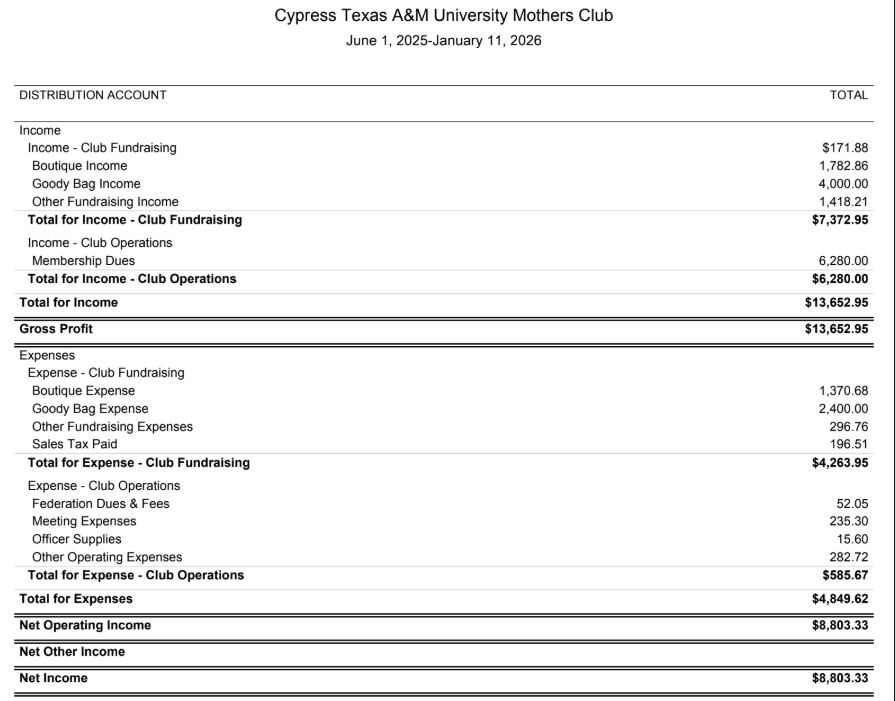 Cypress Texas A&M University Mothers Club
June 1, 2025-January 11, 2026
DISTRIBUTION ACCOUNT TOTAL
Income
Income - Club Fundraising $171.88
Boutique Income 1,782.86
Goody Bag Income 4,000.00
Other Fundraising Income 1,418.21
Total for Income - Club Fundraising $7,372.95
Income - Club Operations
Membership Dues 6,280.00
Total for Income - Club Operations $6,280.00
Total for Income $13,652.95
Gross Profit $13,652.95
Expenses
Expense - Club Fundraising
Boutique Expense 1,370.68
Goody Bag Expense 2,400.00
Other Fundraising Expenses 296.76
Sales Tax Paid 196.51
Total for Expense - Club Fundraising $4,263.95
Expense - Club Operations
Federation Dues & Fees 52.05
Meeting Expenses 235.30
Officer Supplies 15.60
Other Operating Expenses 282.72
Total for Expense - Club Operations $585.67
Total for Expenses $4,849.62
Net Operating Income $8,803.33
Net Other Income
Net Income $8,803.33